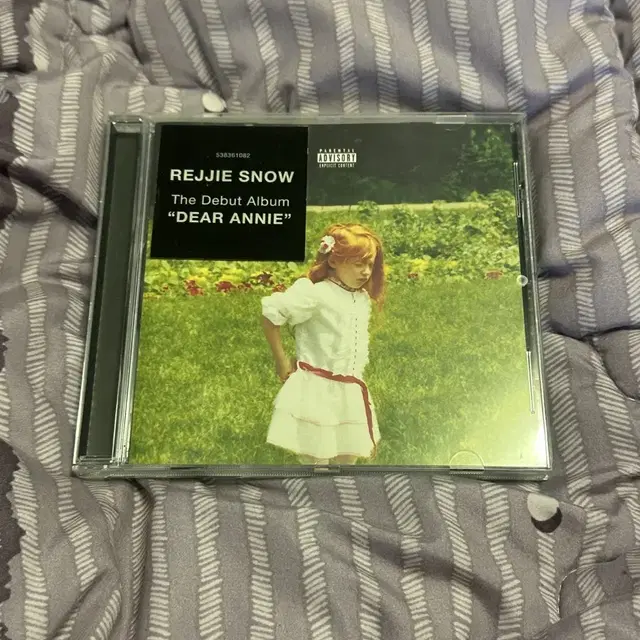 538361082
REJJIE SNOW
The Debut Album
“DEAR ANNIE”
PARENTAL
ADVISORY
EXPLICIT CONTENT